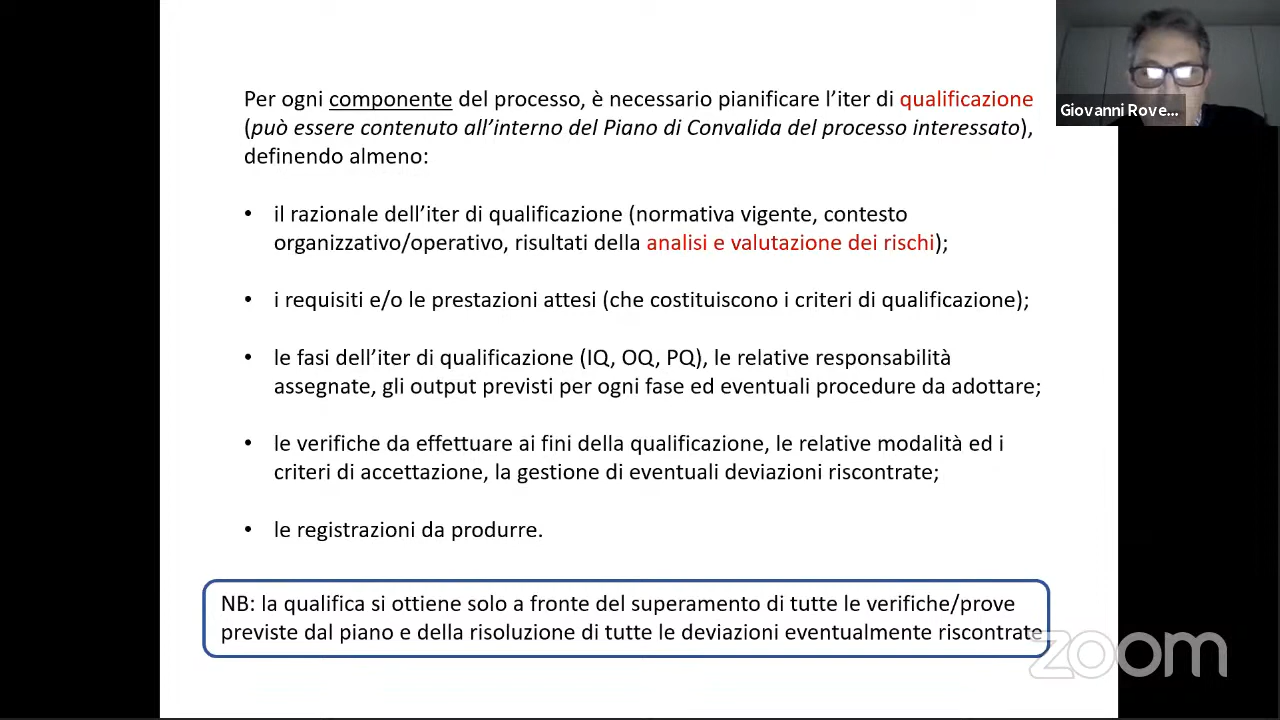 Per ogni componente del processo, è necessario pianificare l’iter di qualificazione
(può essere contenuto all’interno del Piano di Convalida del processo interessato),
definendo almeno:
• il razionale dell’iter di qualificazione (normativa vigente, contesto
organizzativo/operativo, risultati della analisi e valutazione dei rischi);
• i requisiti e/o le prestazioni attesi (che costituiscono i criteri di qualificazione);
• le fasi dell’iter di qualificazione (IQ, OQ, PQ), le relative responsabilità
assegnate, gli output previsti per ogni fase ed eventuali procedure da adottare;
• le verifiche da effettuare ai fini della qualificazione, le relative modalità ed i
criteri di accettazione, la gestione di eventuali deviazioni riscontrate;
• le registrazioni da produrre.
NB: la qualifica si ottiene solo a fronte del superamento di tutte le verifiche/prove
previste dal piano e della risoluzione di tutte le deviazioni eventualmente riscontrate
Giovanni Rove...
zoom